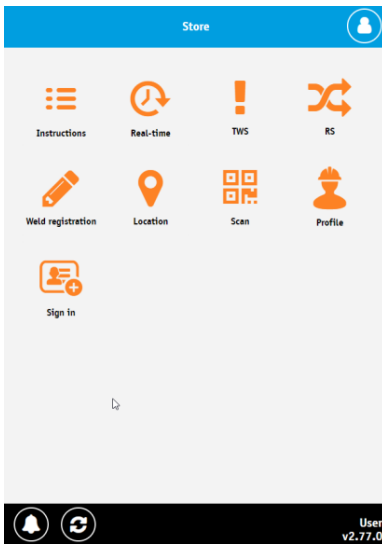 Store
Instructions
Real-time
TWS
RS
Weld registration
Location
Scan
Profile
Sign in
User
v2.77.0